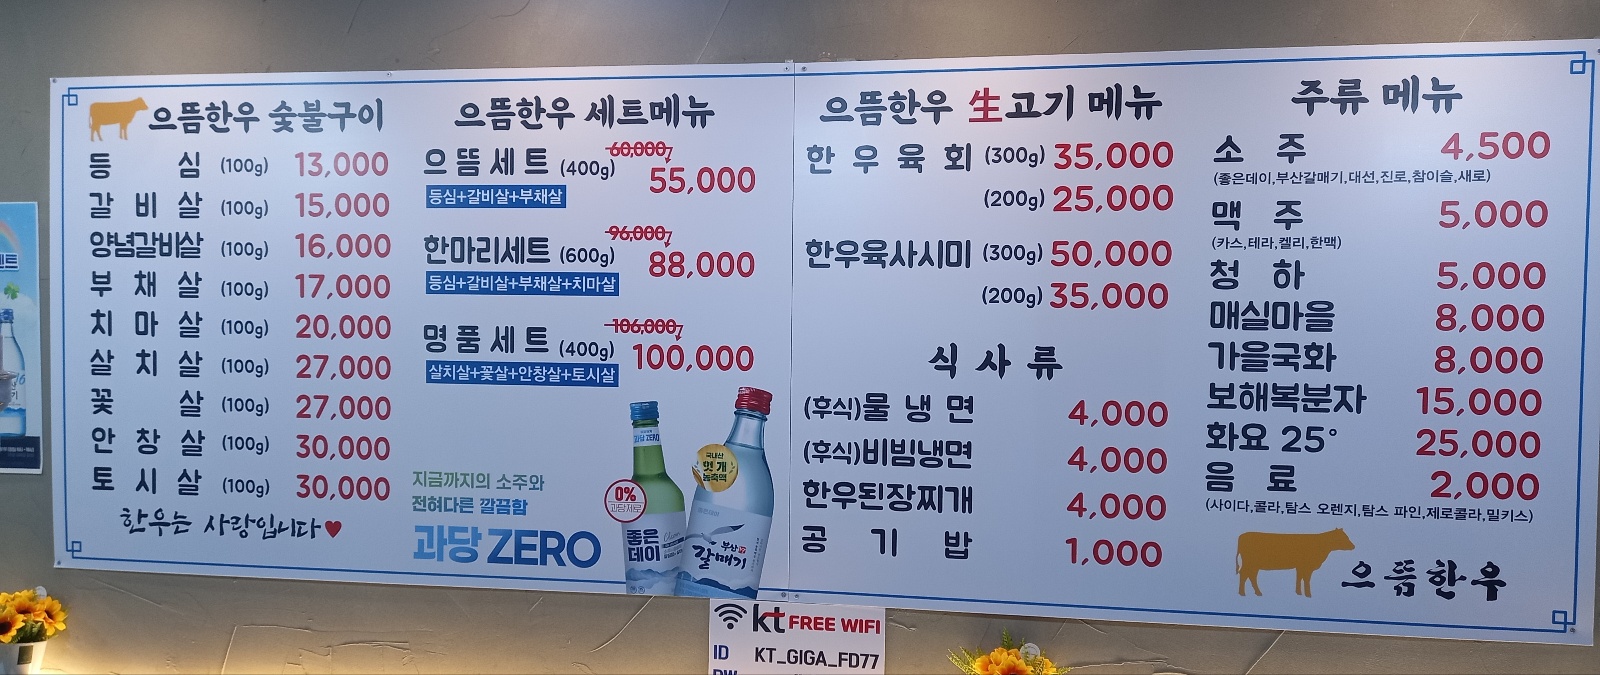 으뜸한우 숯불구이
등심 (100g) 13,000
갈비살 (100g) 15,000
양념갈비살 (100g) 16,000
부채살 (100g) 17,000
치마살 (100g) 20,000
살치살 (100g) 27,000
꽃살 (100g) 27,000
안창살 (100g) 30,000
토시살 (100g) 30,000
한우는 사랑입니다♥
으뜸한우 세트메뉴
으뜸세트 (400g) 60,000 55,000
등심+갈비살+부채살
한마리세트 (600g) 96,000 88,000
등심+갈비살+부채살+치마살
명품세트 (400g) 106,000 100,000
살치살+꽃살+안창살+토시살
지금까지의 소주와
전혀다른 깔끔함
과당 ZERO
과당 ZERO
0%
과당제로
좋은
데이
국내산
부산
갈매기
으뜸한우 生고기 메뉴
한우육회 (300g) 35,000
(200g) 25,000
한우육사시미 (300g) 50,000
(200g) 35,000
식사류
(후식)물냉면 4,000
(후식)비빔냉면 4,000
한우된장찌개 4,000
공기밥 1,000
주류 메뉴
소주 4,500
(좋은데이,부산갈매기,대선,진로,참이슬,새로)
맥주 5,000
(카스,테라,켈리,한맥)
청하 5,000
매실마을 8,000
가을국화 8,000
보해복분자 15,000
화요 25° 25,000
음료 2,000
(사이다,콜라,탐스 오렌지,탐스 파인,제로콜라,밀키스)
으뜸한우
kt FREE WIFI
ID KT_GIGA_FD77